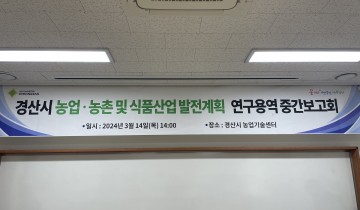 경산시 농업·농촌 및 식품산업 발전계획 연구용역 중간보고회
•일시 : 2024년 3월 14일(목) 14:00 •장소 : 경산시 농업기술센터